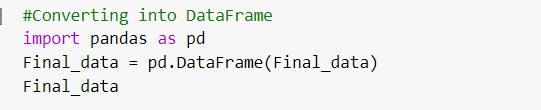 #Converting into DataFrame
import pandas as pd
Final_data = pd.DataFrame(Final_data)
Final_data